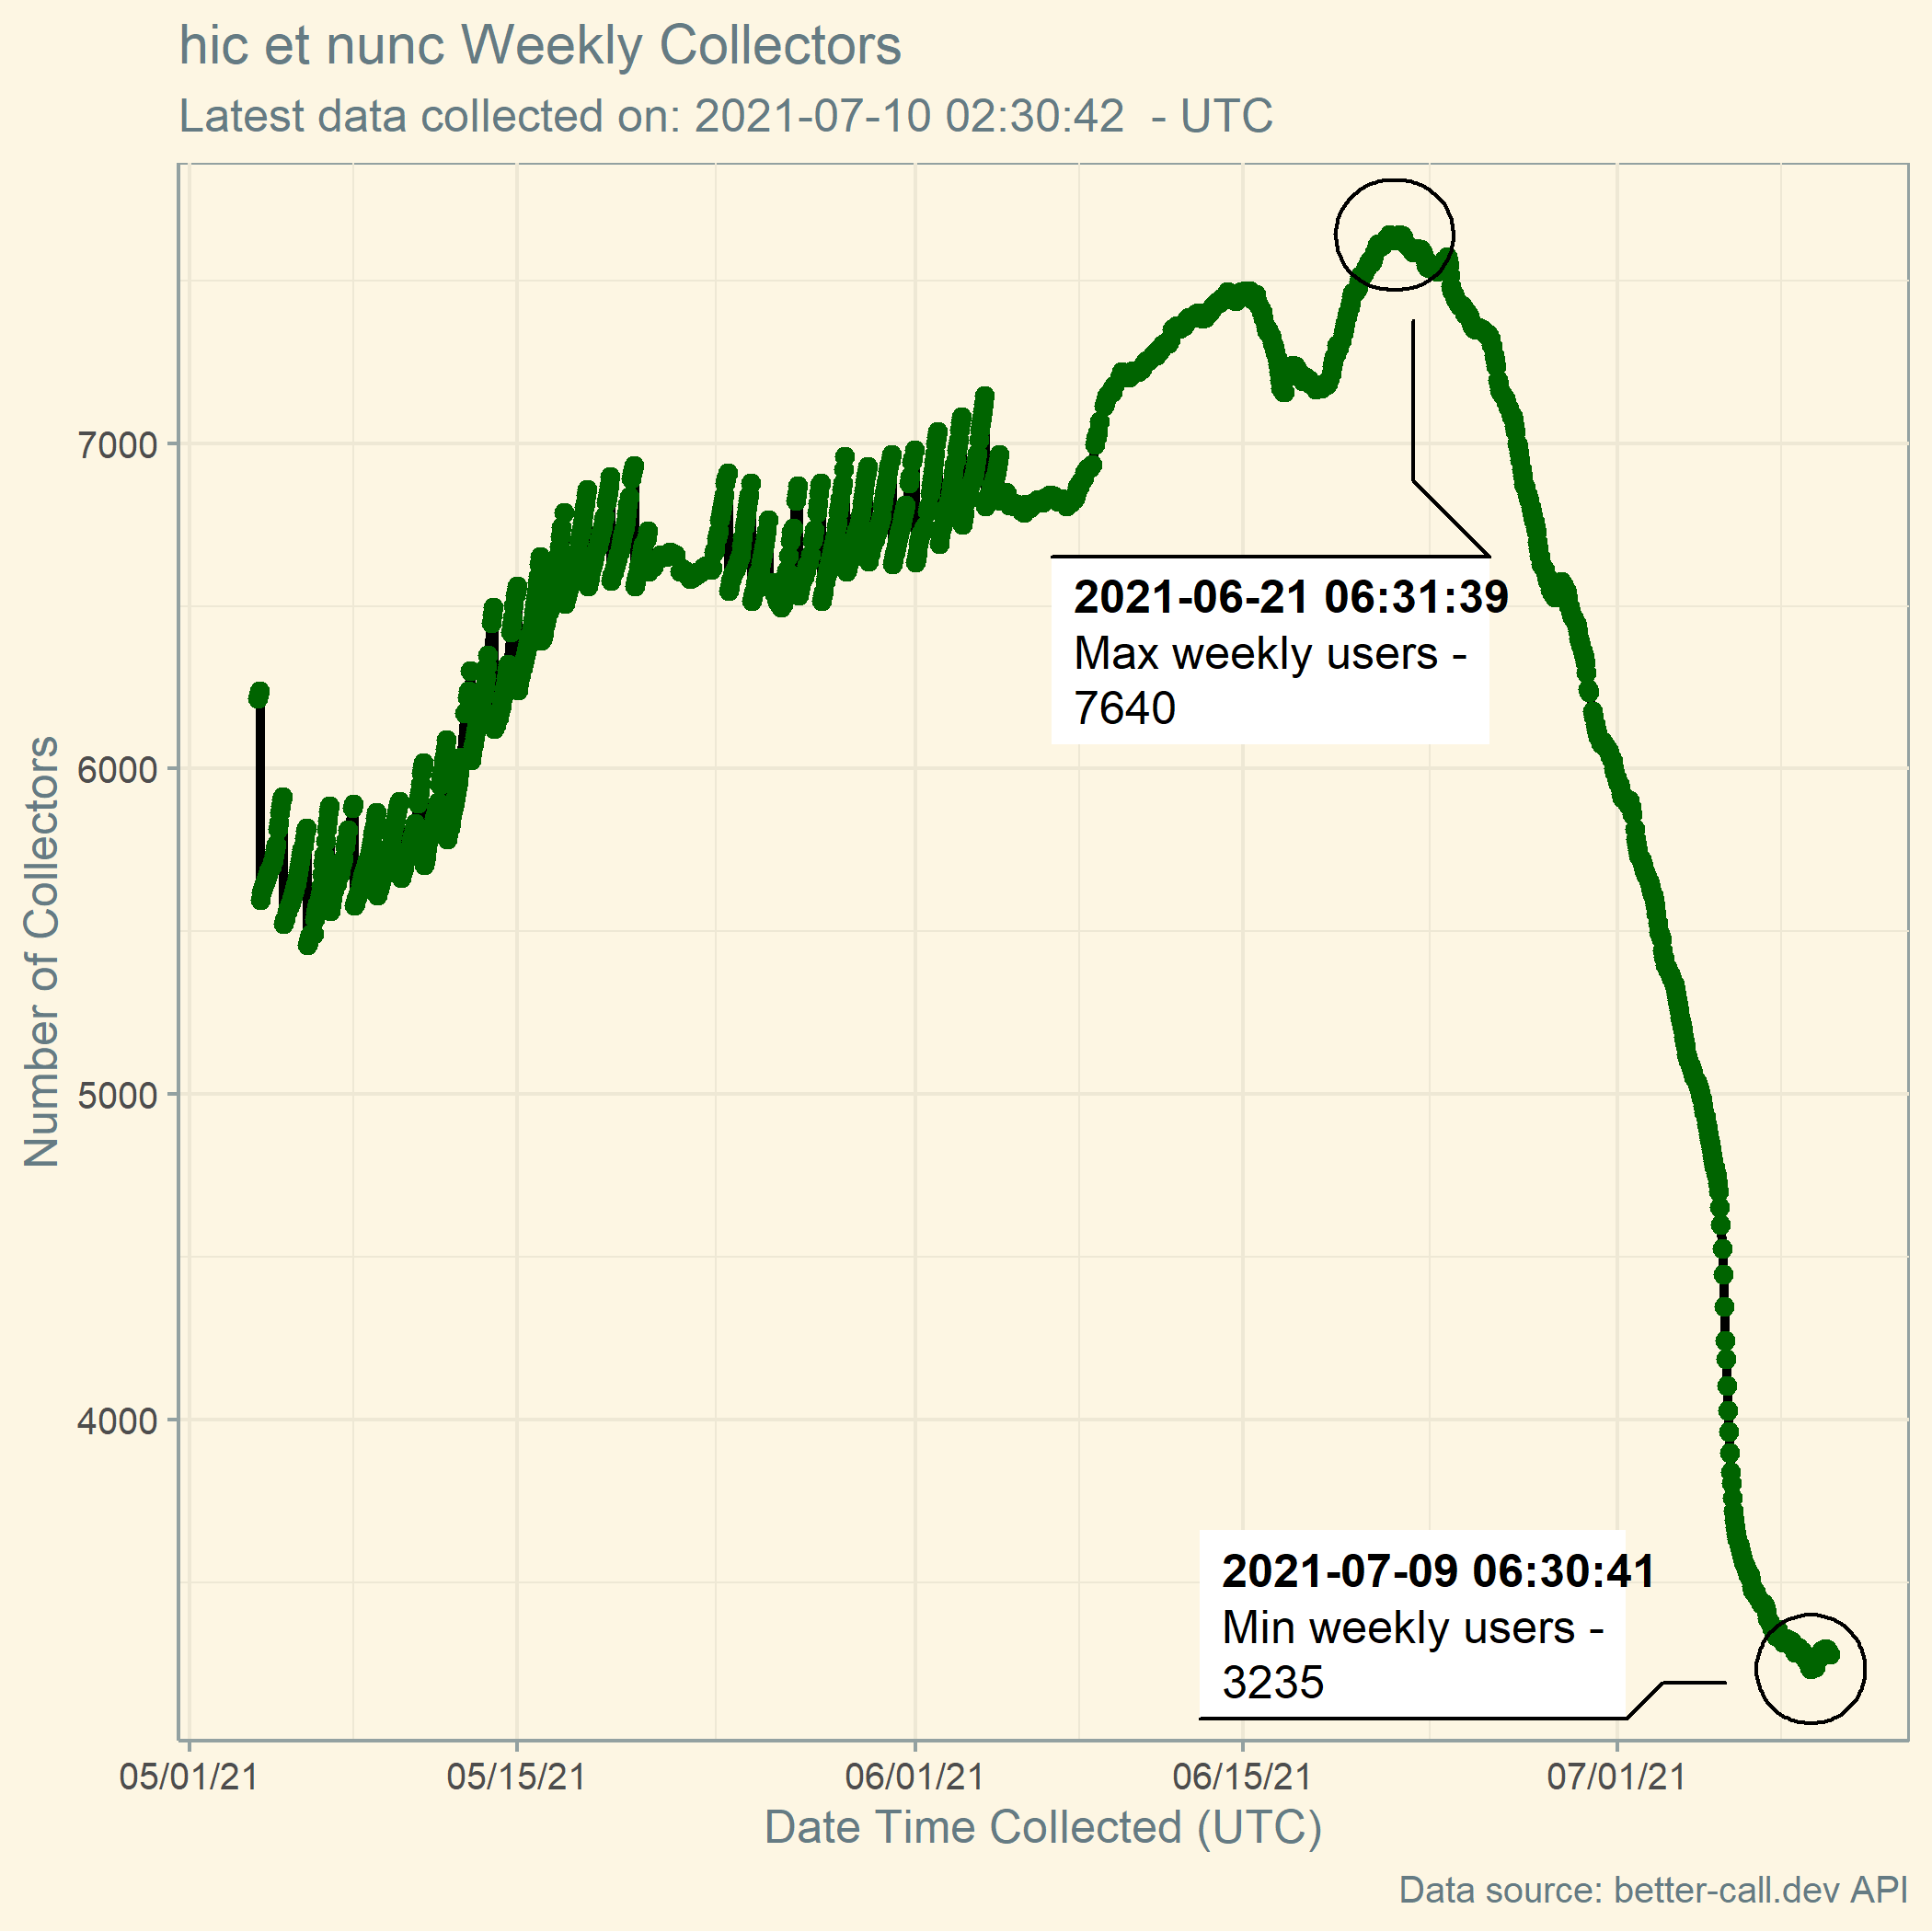 hic et nunc Weekly Collectors
Latest data collected on: 2021-07-10 02:30:42  - UTC
Number of Collectors
7000
6000
5000
4000
2021-06-21 06:31:39
Max weekly users -
7640
2021-07-09 06:30:41
Min weekly users -
3235
05/01/21
05/15/21
06/01/21
06/15/21
07/01/21
Date Time Collected (UTC)
Data source: better-call.dev API